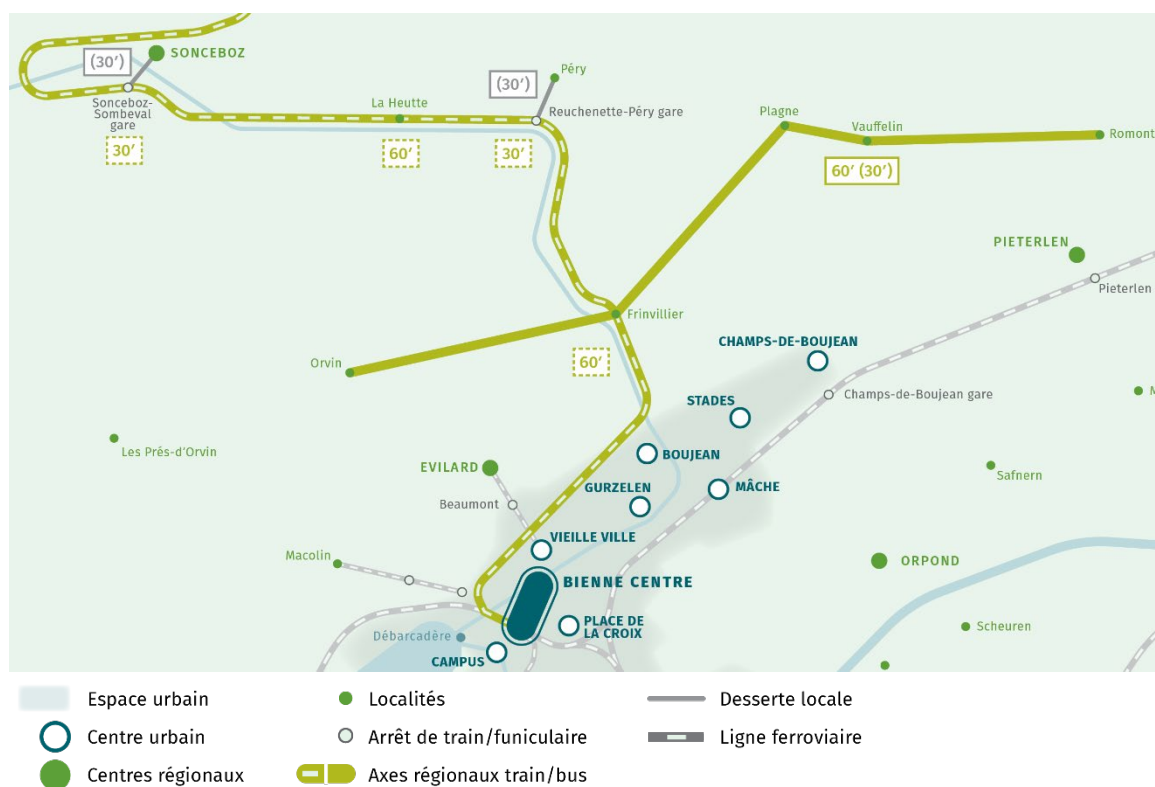 SONCEBOZ
(30')
Sonceboz-
Sombeval
gare
30'
La Heutte
60'
(30')
Péry
Reuchenette-Péry gare
30'
Plagne
Vauffelin
Romont
60' (30')
PIETERLEN
Pieterlen
Frinvillier
Orvin
60'
CHAMPS-DE-BOUJEAN
Champs-de-Boujean gare
STADES
M
Les Prés-d'Orvin
EVILARD
BOUJEAN
Safnern
Beaumont
GURZELEN
MÂCHE
VIEILLE VILLE
Macolin
ORPOND
BIENNE CENTRE
PLACE DE
LA CROIX
Scheuren
Débarcadère
CAMPUS
Espace urbain
Localités
Desserte locale
Centre urbain
Arrêt de train/funiculaire
Ligne ferroviaire
Centres régionaux
Axes régionaux train/bus